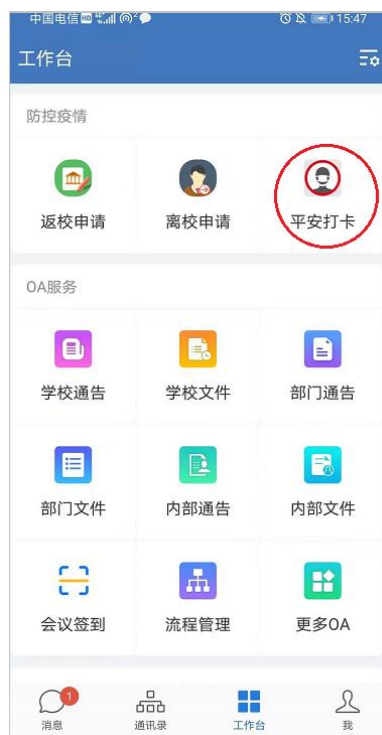 中国电信 15:47
工作台
防控疫情
返校申请 离校申请 平安打卡
OA服务
学校通告 学校文件 部门通告
部门文件 内部通告 内部文件
会议签到 流程管理 更多OA
1
消息 通讯录 工作台 我